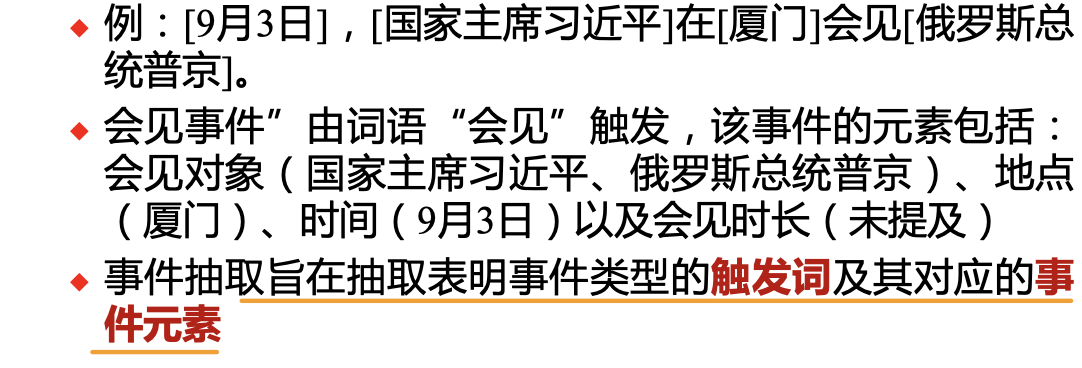 ◆ 例：[9月3日]，[国家主席习近平]在[厦门]会见[俄罗斯总
统普京]。
◆ 会见事件”由词语“会见”触发，该事件的元素包括：
会见对象（国家主席习近平、俄罗斯总统普京）、地点
（厦门）、时间（9月3日）以及会见时长（未提及）
◆ 事件抽取旨在抽取表明事件类型的触发词及其对应的事
件元素